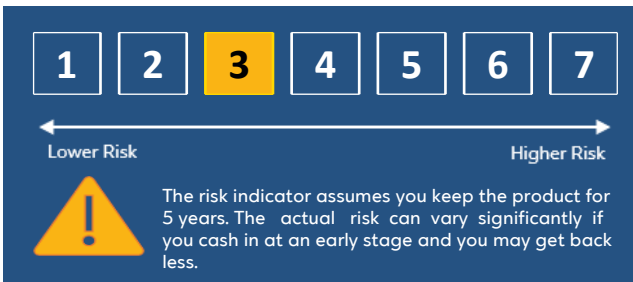 1 2 3 4 5 6 7
Lower Risk Higher Risk
The risk indicator assumes you keep the product for
5 years. The actual risk can vary significantly if
you cash in at an early stage and you may get back
less.